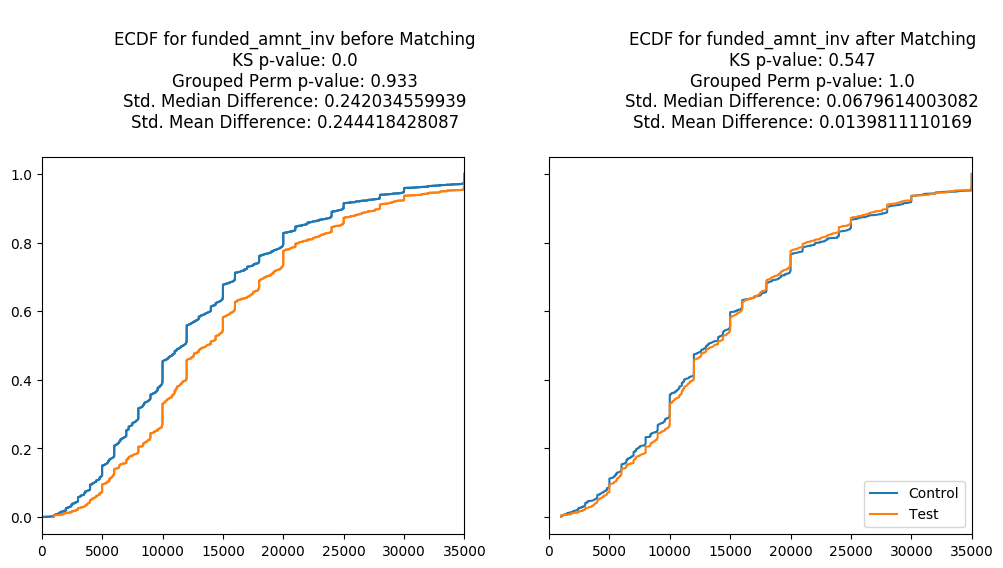 ECDF for funded_amnt_inv before Matching
KS p-value: 0.0
Grouped Perm p-value: 0.933
Std. Median Difference: 0.242034559939
Std. Mean Difference: 0.244418428087
ECDF for funded_amnt_inv after Matching
KS p-value: 0.547
Grouped Perm p-value: 1.0
Std. Median Difference: 0.0679614003082
Std. Mean Difference: 0.0139811110169
1.0
0.8
0.6
0.4
0.2
0.0
0 5000 10000 15000 20000 25000 30000 35000
Control
Test
0 5000 10000 15000 20000 25000 30000 35000